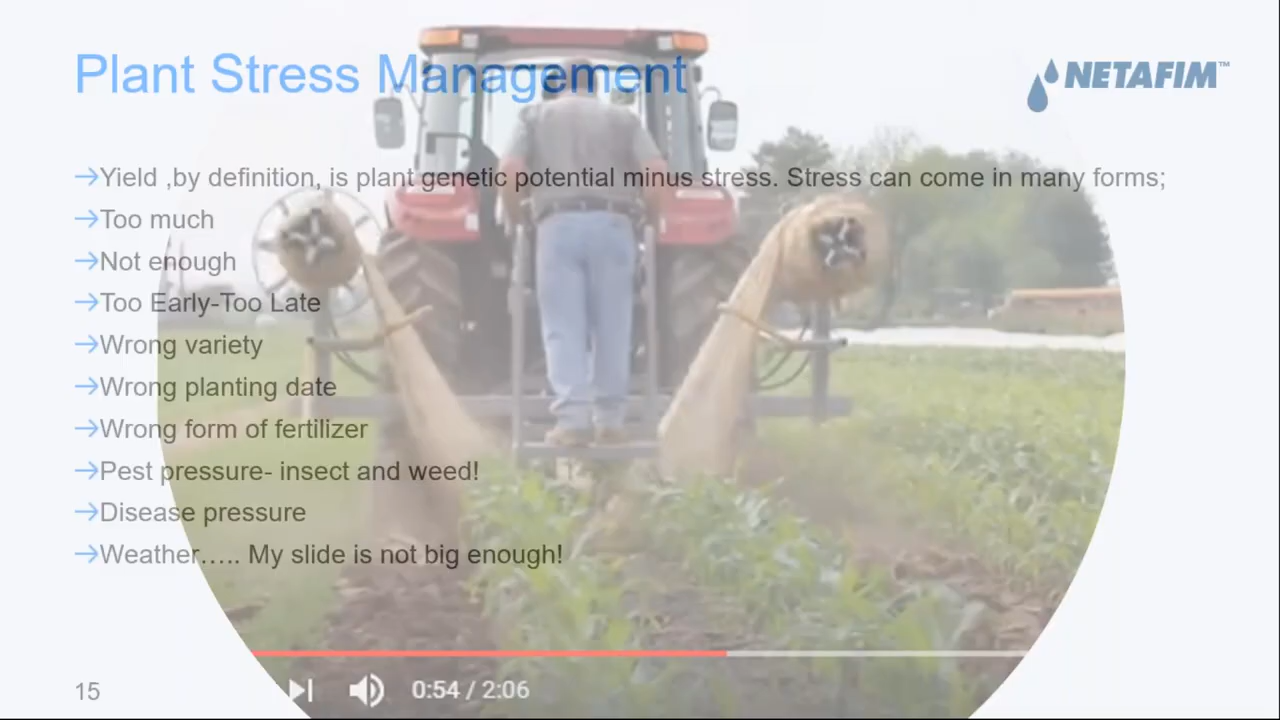 Plant Stress Management
NETAFIM™
→Yield ,by definition, is plant genetic potential minus stress. Stress can come in many forms;
→Too much
→Not enough
→Too Early-Too Late
→Wrong variety
→Wrong planting date
→Wrong form of fertilizer
→Pest pressure- insect and weed!
→Disease pressure
→Weather….. My slide is not big enough!
15
0:54 / 2:06